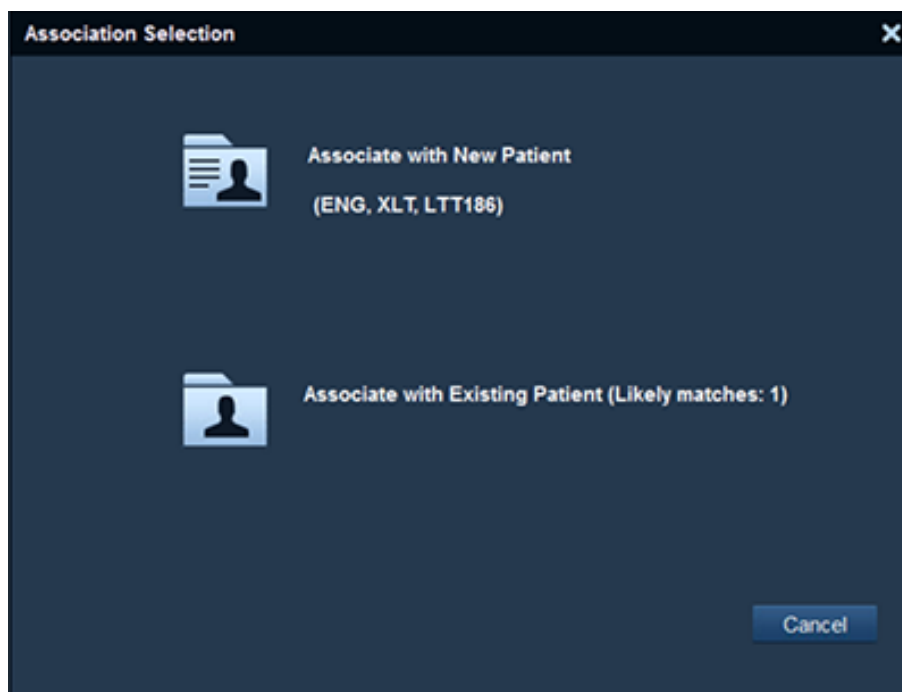 Association Selection
Associate with New Patient
(ENG, XLT, LTT186)
Associate with Existing Patient (Likely matches: 1)
Cancel